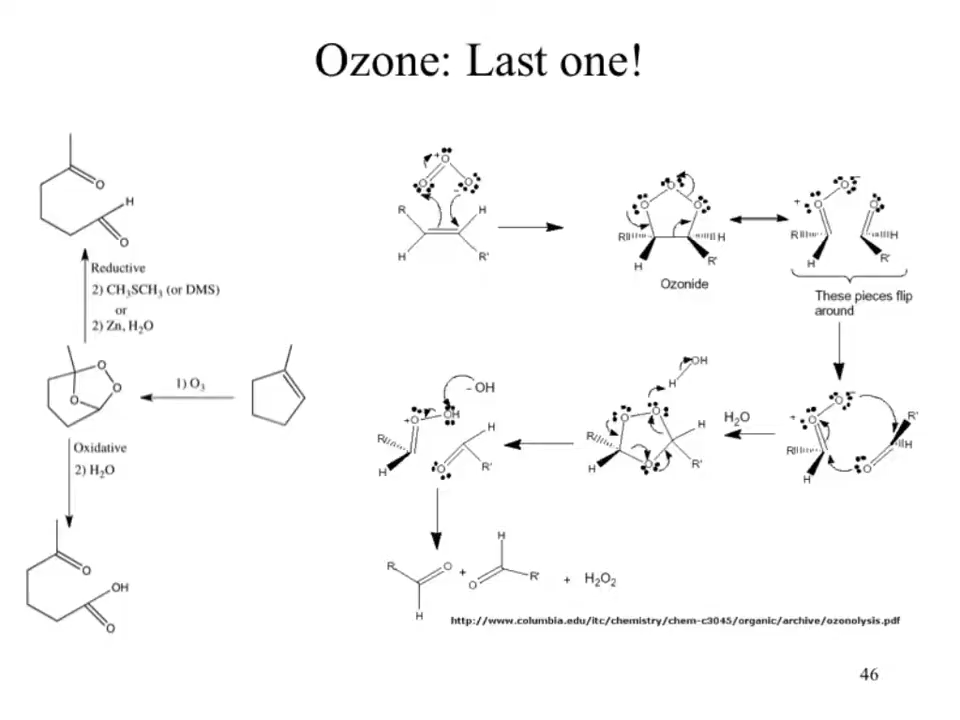 Ozone: Last one!
O
H
O
Reductive
2) CH3SCH3 (or DMS)
or
2) Zn, H2O
O
O
O
1) O3
Oxidative
2) H2O
O
OH
O
+
O
O
O
−
R
H
H
R'
O
O
O
R
H
H
R'
Ozonide
+
O
O
−
O
R
H
H
R'
These pieces flip
around
+
O
O
−
R
H
R'
H
O
H2O
OH
H
O
O
O
R
H
H
R'
−OH
+
O
OH
R
H
H
O
R'
R
O
H
+
H
O
R'
+
H2O2
http://www.columbia.edu/itc/chemistry/chem-c3045/organic/archive/ozonolysis.pdf
46